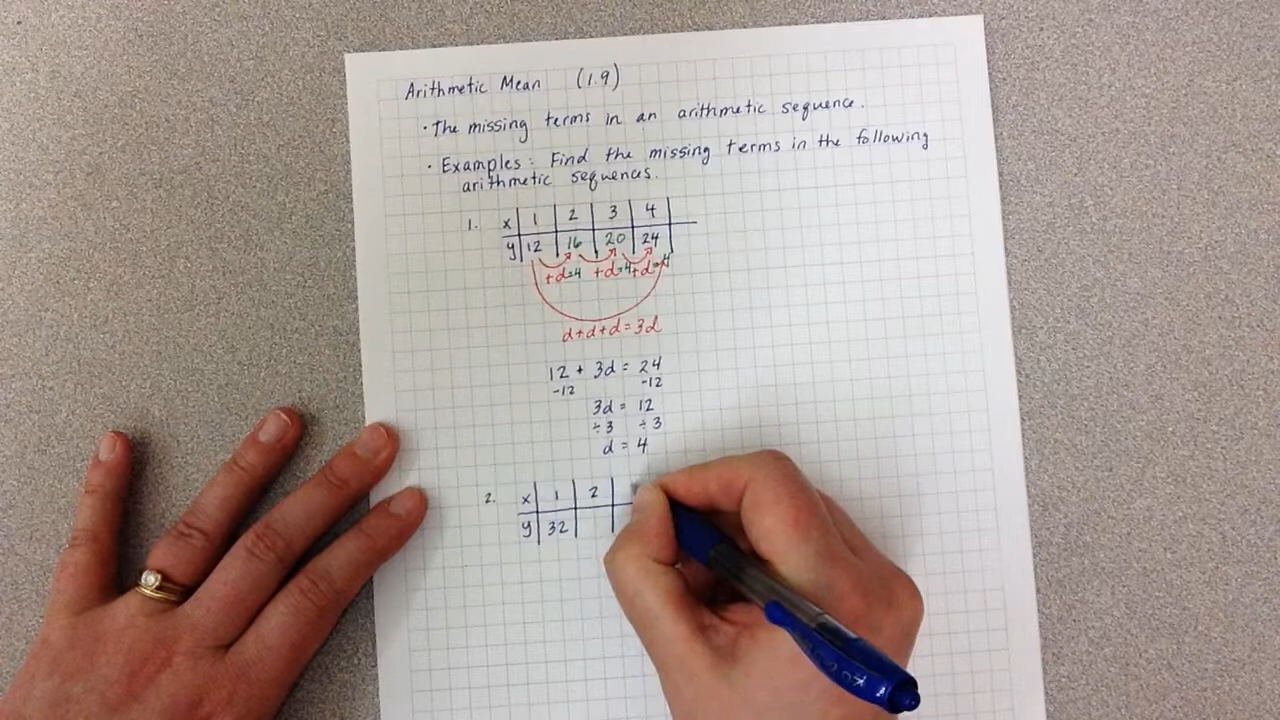 Arithmetic Mean (1.9)
· The missing terms in an arithmetic sequence.
· Examples: Find the missing terms in the following
arithmetic sequences.
1. x 1 2 3 4
y 12 16 20 24
+d=4 +d=4 +d=4
d+d+d=3d
12 + 3d = 24
-12 -12
3d = 12
÷3 ÷3
d = 4
2. x 1 2
y 32